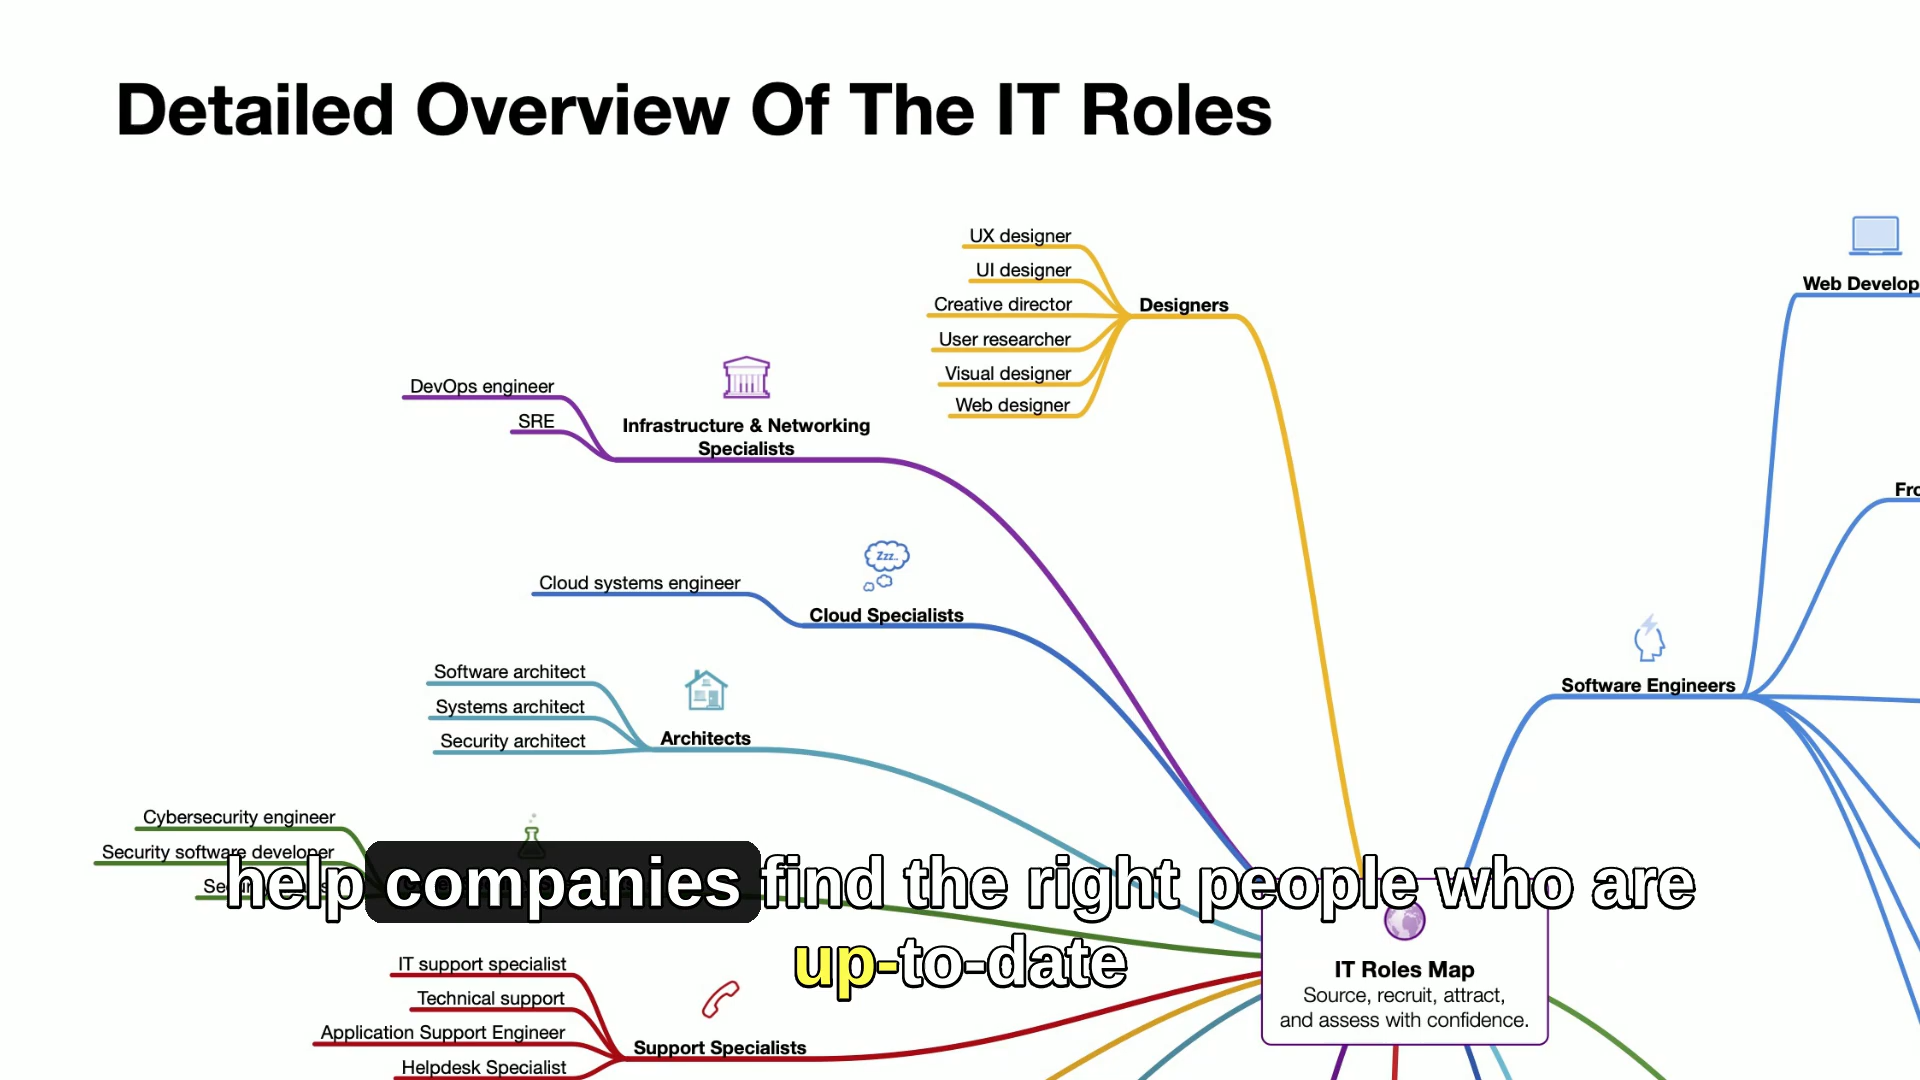 Detailed Overview Of The IT Roles
UX designer
UI designer
Creative director
User researcher
Visual designer
Web designer
Designers
DevOps engineer
SRE
Infrastructure & Networking
Specialists
Cloud systems engineer
Zzz..
Cloud Specialists
Software architect
Systems architect
Security architect
Architects
Cybersecurity engineer
Security software developer
help companies find the right people who are
up-to-date
IT support specialist
Technical support
Application Support Engineer
Helpdesk Specialist
Support Specialists
IT Roles Map
Source, recruit, attract,
and assess with confidence.
Software Engineers
Web Develop
Fro